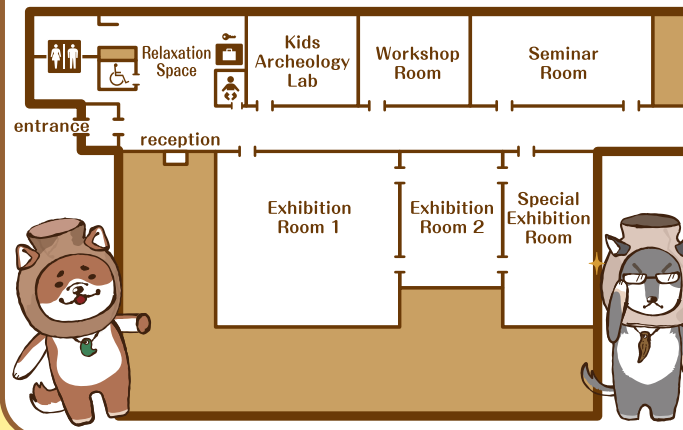 Relaxation
Space
Kids
Archeology
Lab
Workshop
Room
Seminar
Room
entrance
reception
Exhibition
Room 1
Exhibition
Room 2
Special
Exhibition
Room